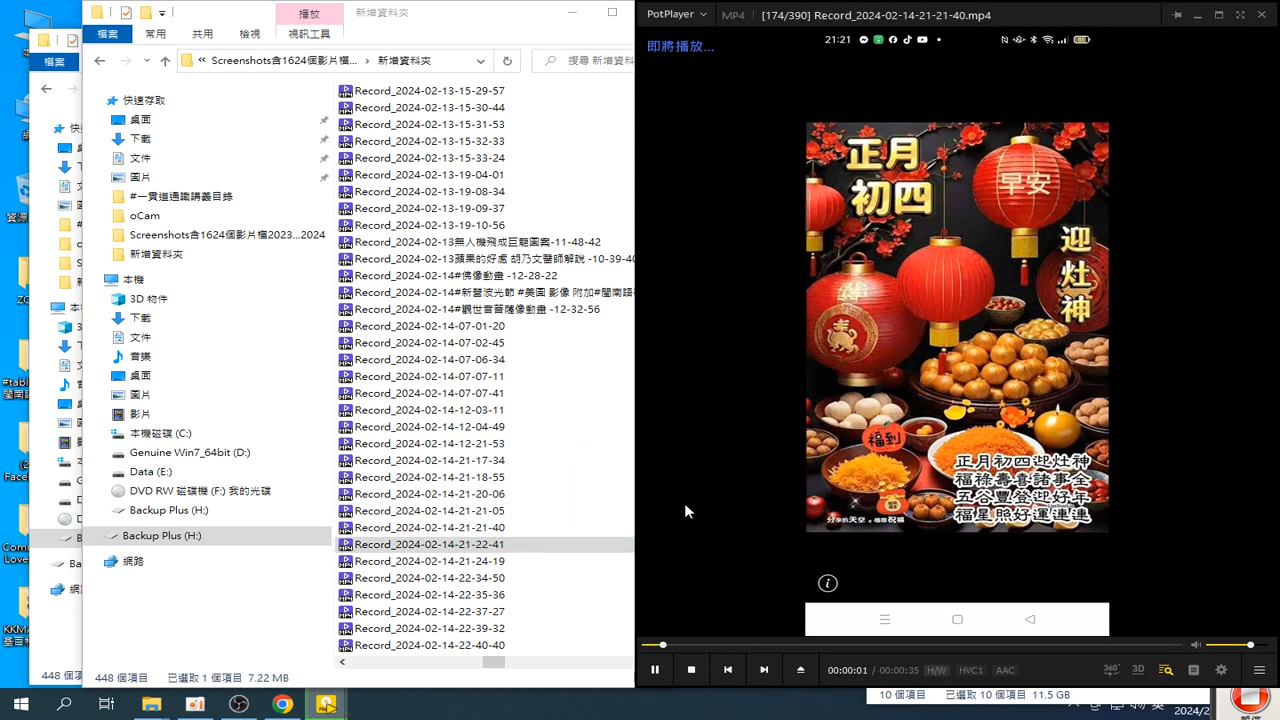 播放
新增資料夾
檔案
常用
共用
檢視
視訊工具
檔案
Screenshots含1624個影片檔...
新增資料夾
搜尋 新增資料
快速存取
桌面
下載
文件
圖片
#一貫道通識講義目錄
oCam
Screenshots含1624個影片檔2023...2024
新增資料夾
本機
3D 物件
下載
文件
音樂
桌面
圖片
影片
本機磁碟 (C:)
Genuine Win7_64bit (D:)
Data (E:)
DVD RW 磁碟機 (F:) 我的光碟
Backup Plus (H:)
Backup Plus (H:)
網路
448 個項目
已選取 1 個項目 7.22 MB
Record_2024-02-13-15-29-57
Record_2024-02-13-15-30-44
Record_2024-02-13-15-31-53
Record_2024-02-13-15-32-33
Record_2024-02-13-15-33-24
Record_2024-02-13-19-04-01
Record_2024-02-13-19-08-34
Record_2024-02-13-19-09-37
Record_2024-02-13-19-10-56
Record_2024-02-13無人機飛成巨龍圖案-11-48-42
Record_2024-02-13蘋果的好處 胡乃文醫師解說 -10-39-40
Record_2024-02-14#佛像動畫 -12-28-22
Record_2024-02-14#觀世音菩薩像動畫 -12-32-56
Record_2024-02-14-07-01-20
Record_2024-02-14-07-02-45
Record_2024-02-14-07-06-34
Record_2024-02-14-07-07-11
Record_2024-02-14-07-07-41
Record_2024-02-14-12-03-11
Record_2024-02-14-12-04-49
Record_2024-02-14-12-21-53
Record_2024-02-14-21-17-34
Record_2024-02-14-21-18-55
Record_2024-02-14-21-20-06
Record_2024-02-14-21-21-05
Record_2024-02-14-21-21-40
Record_2024-02-14-21-22-41
Record_2024-02-14-21-24-19
Record_2024-02-14-22-34-50
Record_2024-02-14-22-35-36
Record_2024-02-14-22-37-27
Record_2024-02-14-22-39-32
Record_2024-02-14-22-40-40
PotPlayer
MP4
[174/390] Record_2024-02-14-21-21-40.mp4
即將播放...
21:21
正月
初四
早安
迎灶神
福到
正月初四迎灶神
福祿壽喜諸事全
五谷豐登迎好年
福星照好運連連
分享的天空。祝福
00:00:01 / 00:00:35
H/W
HVC1
AAC
360°
3D
10 個項目
已選取 10 個項目 11.5 GB
2024/2
448 個項